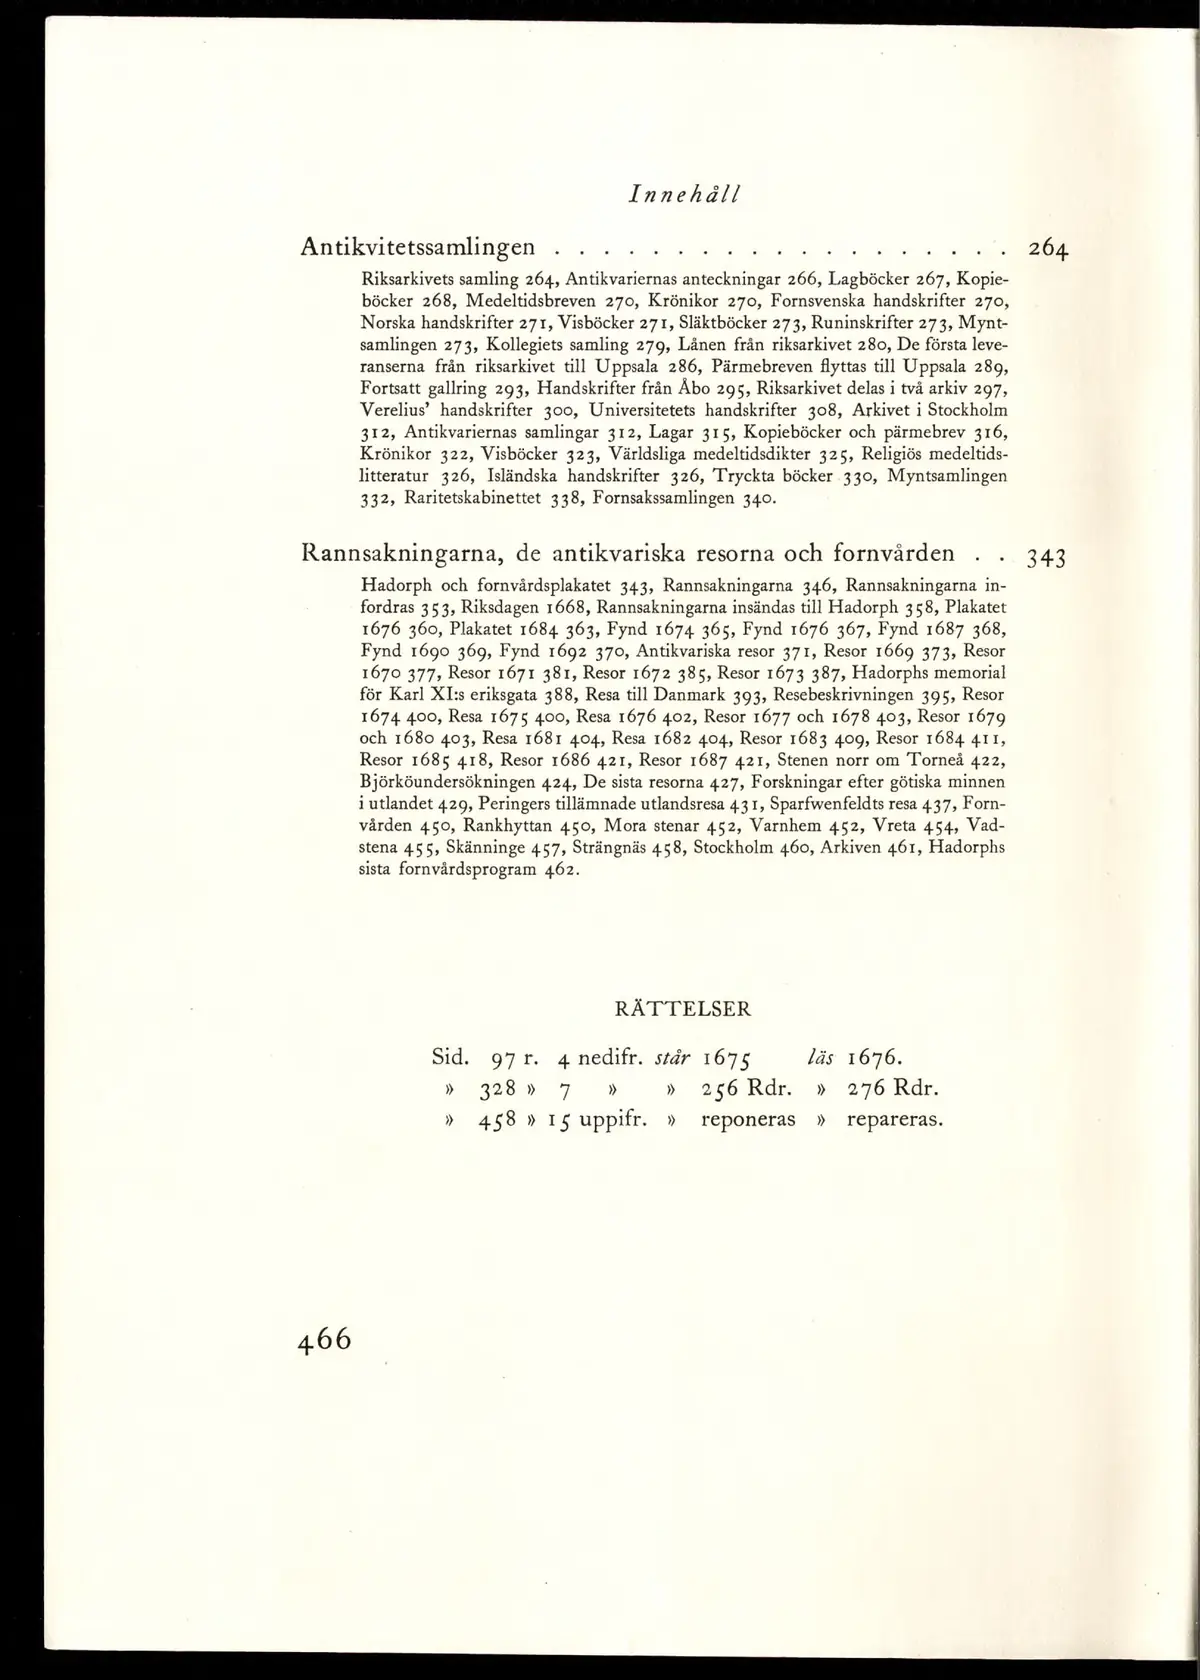 Innehåll
Antikvitetssamlingen . . . . . . . . . . . . . . . . . . . 264
Riksarkivets samling 264, Antikvariernas anteckningar 266, Lagböcker 267, Kopie-
böcker 268, Medeltidsbreven 270, Krönikor 270, Fornsvenska handskrifter 270,
Norska handskrifter 271, Visböcker 271, Släktböcker 273, Runinskrifter 273, Mynt-
samlingen 273, Kollegiets samling 279, Lånen från riksarkivet 280, De första leve-
ranserna från riksarkivet till Uppsala 286, Pärmebreven flyttas till Uppsala 289,
Fortsatt gallring 293, Handskrifter från Åbo 295, Riksarkivet delas i två arkiv 297,
Verelius’ handskrifter 300, Universitetets handskrifter 308, Arkivet i Stockholm
312, Antikvariernas samlingar 312, Lagar 315, Kopieböcker och pärmebrev 316,
Krönikor 322, Visböcker 323, Världsliga medeltidsdikter 325, Religiös medeltids-
litteratur 326, Isländska handskrifter 326, Tryckta böcker 330, Myntsamlingen
332, Raritetskabinettet 338, Fornsakssamlingen 340.
Rannsakningarna, de antikvariska resorna och fornvården . . 343
Hadorph och fornvårdsplakatet 343, Rannsakningarna 346, Rannsakningarna in-
fordras 353, Riksdagen 1668, Rannsakningarna insändas till Hadorph 358, Plakatet
1676 360, Plakatet 1684 363, Fynd 1674 365, Fynd 1676 367, Fynd 1687 368,
Fynd 1690 369, Fynd 1692 370, Antikvariska resor 371, Resor 1669 373, Resor
1670 377, Resor 1671 381, Resor 1672 385, Resor 1673 387, Hadorphs memorial
för Karl XI:s eriksgata 388, Resa till Danmark 393, Resebeskrivningen 395, Resor
1674 400, Resa 1675 400, Resa 1676 402, Resor 1677 och 1678 403, Resor 1679
och 1680 403, Resa 1681 404, Resa 1682 404, Resor 1683 409, Resor 1684 411,
Resor 1685 418, Resor 1686 421, Resor 1687 421, Stenen norr om Torneå 422,
Björköundersökningen 424, De sista resorna 427, Forskningar efter götiska minnen
i utlandet 429, Peringers tillämnade utlandsresa 431, Sparfwenfeldts resa 437, Forn-
vården 450, Rankhyttan 450, Mora stenar 452, Varnhem 452, Vreta 454, Vad-
stena 455, Skänninge 457, Strängnäs 458, Stockholm 460, Arkiven 461, Hadorphs
sista fornvårdsprogram 462.
RÄTTELSER
Sid. 97 r. 4 nedifr. står 1675 läs 1676.
» 328 » 7 » » 256 Rdr. » 276 Rdr.
» 458 » 15 uppifr. » reponeras » repareras.
466